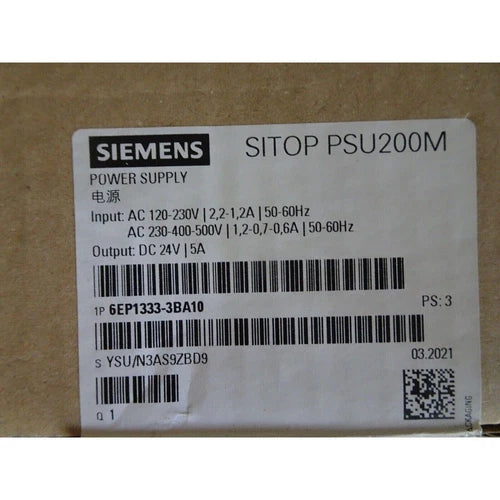 SIEMENS SITOP PSU200M
POWER SUPPLY
电源
Input: AC 120-230V | 2,2-1,2A | 50-60Hz
AC 230-400-500V | 1,2-0,7-0,6A | 50-60Hz
Output: DC 24V | 5A
1P 6EP1333-3BA10 PS: 3
S YSU/N3AS9ZBD9 03.2021
Q 1
PACKAGING